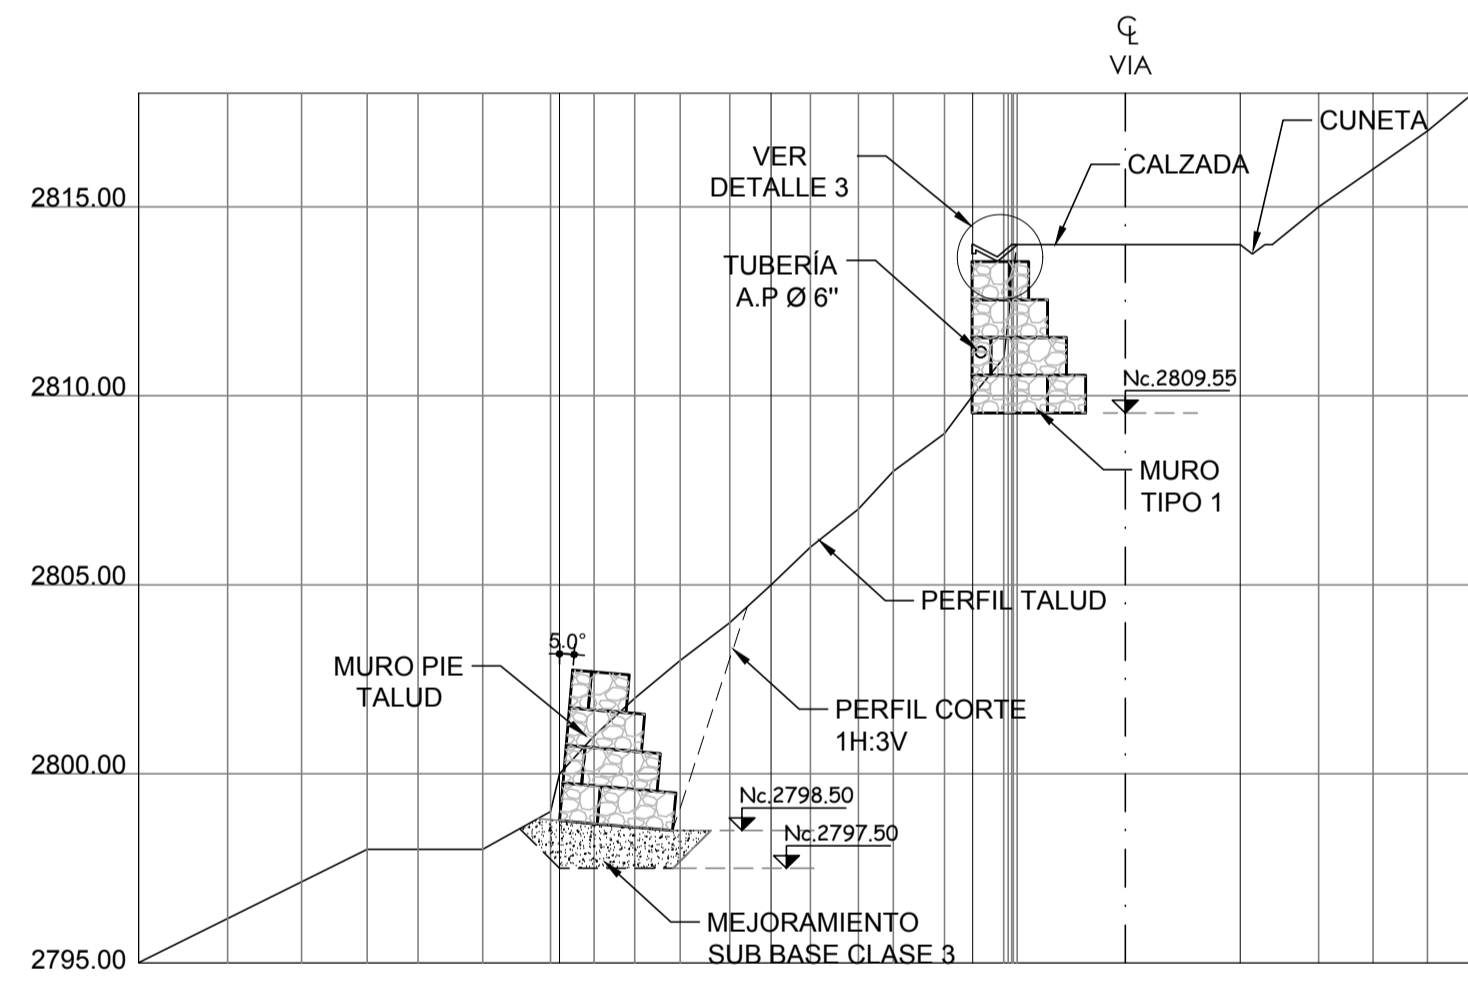 ℄
VIA
CUNETA
VER
DETALLE 3
CALZADA
2815.00
TUBERÍA
A.P Ø 6"
2810.00
Nc.2809.55
MURO
TIPO 1
2805.00
PERFIL TALUD
5.0°
MURO PIE
TALUD
PERFIL CORTE
1H:3V
2800.00
Nc.2798.50
Nc.2797.50
MEJORAMIENTO
SUB BASE CLASE 3
2795.00